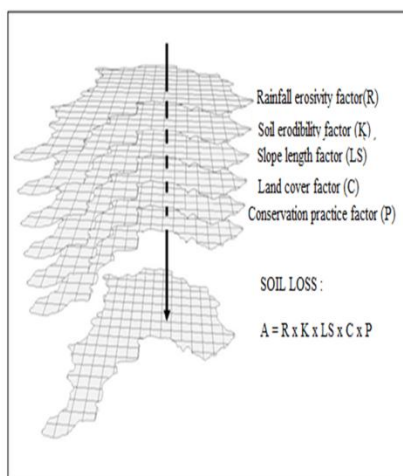 Rainfall erosivity factor(R)
Soil erodibility factor (K) ,
Slope length factor (LS)
Land cover factor (C)
Conservation practice factor (P)
SOIL LOSS :
A = R x K x LS x C x P